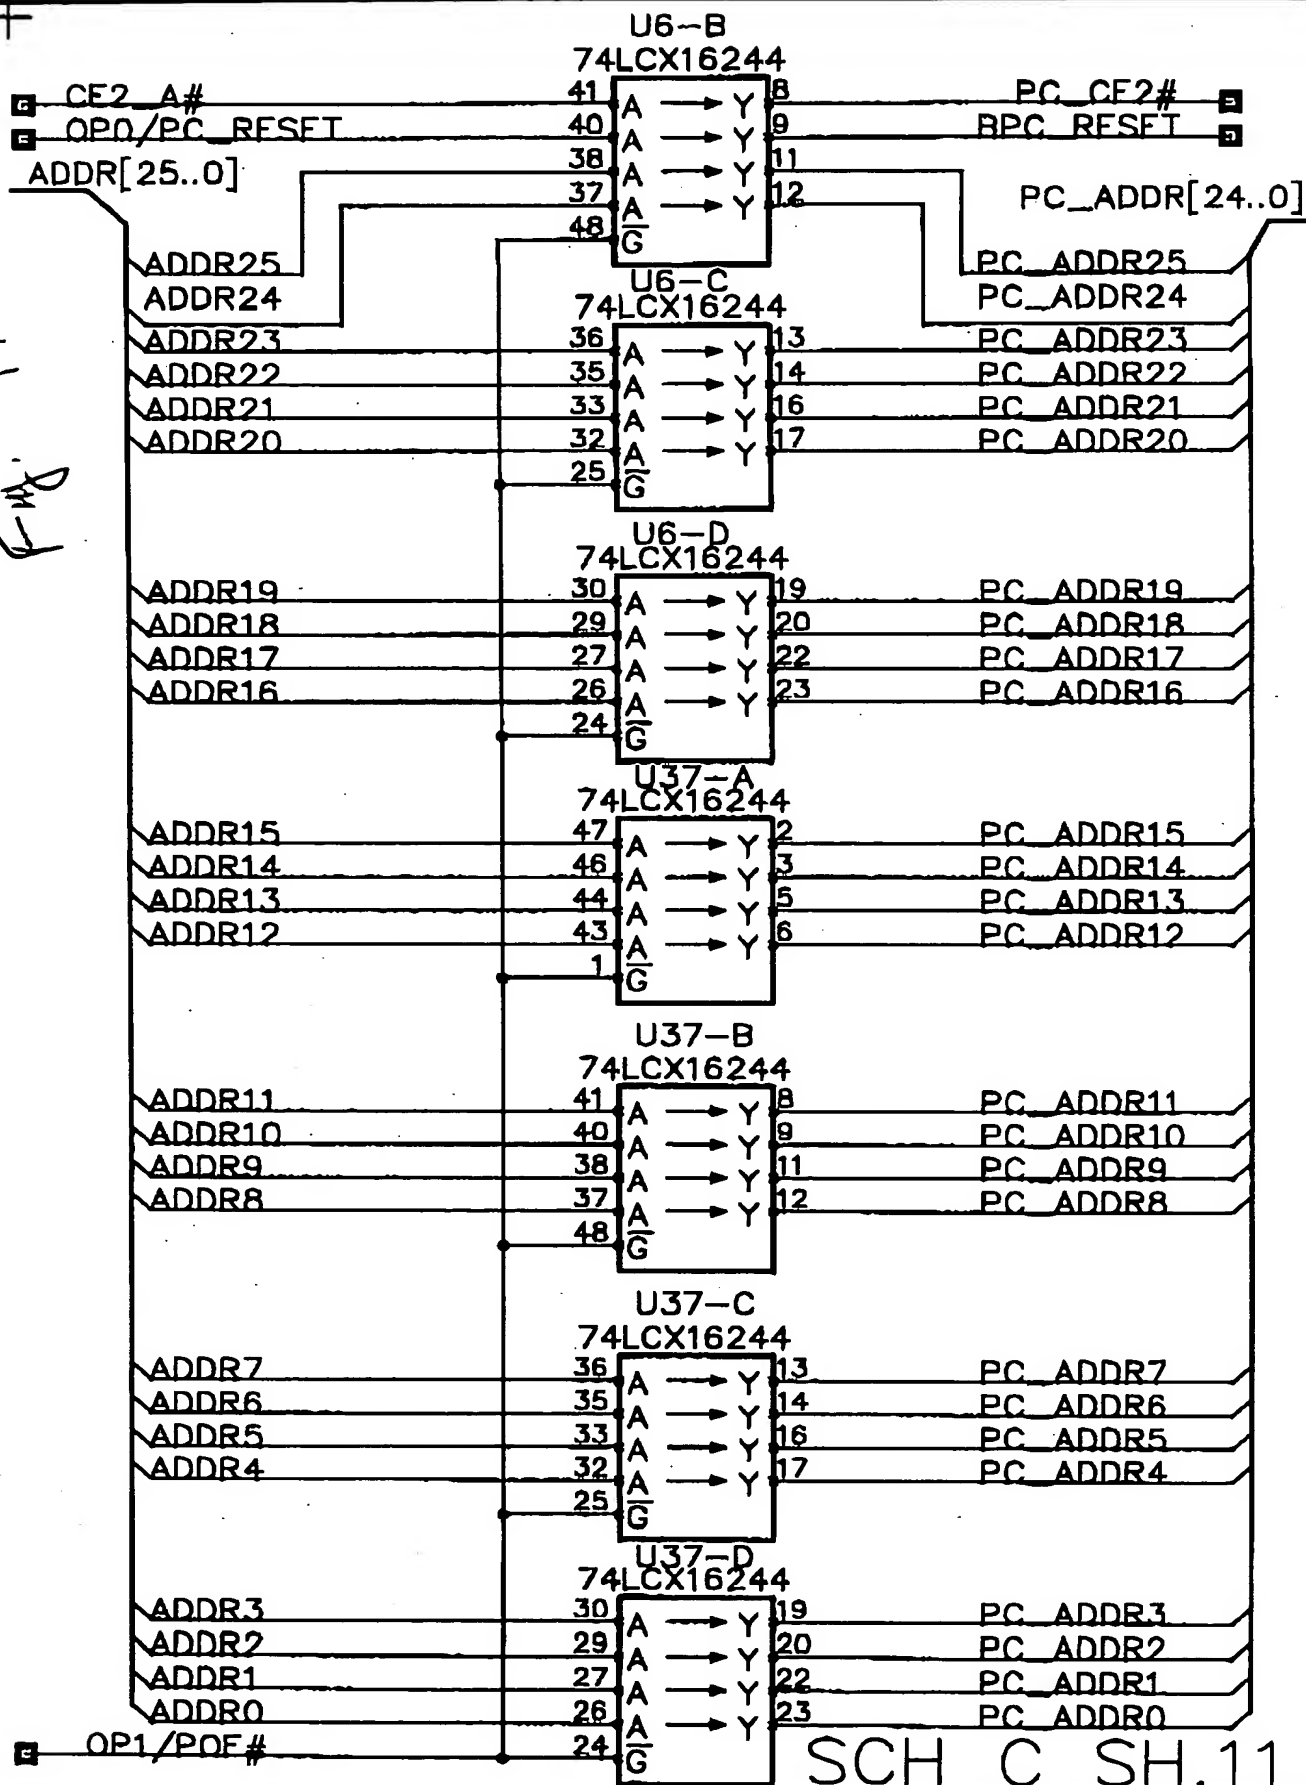 U6-B
74LCX16244
CE2_A# 41 A Y 8 PC_CE2#
OP0/PC_RESET 40 A Y 9 BPC_RESET
ADDR[25..0] 38 A Y 11
37 A Y 12 PC_ADDR[24..0]
48 G
ADDR25 PC_ADDR25
U6-C
ADDR24 74LCX16244 PC_ADDR24
ADDR23 36 A Y 13 PC_ADDR23
ADDR22 35 A Y 14 PC_ADDR22
ADDR21 33 A Y 16 PC_ADDR21
ADDR20 32 A Y 17 PC_ADDR20
25 G
U6-D
74LCX16244
ADDR19 30 A Y 19 PC_ADDR19
ADDR18 29 A Y 20 PC_ADDR18
ADDR17 27 A Y 22 PC_ADDR17
ADDR16 26 A Y 23 PC_ADDR16
24 G
U37-A
74LCX16244
ADDR15 47 A Y 2 PC_ADDR15
ADDR14 46 A Y 3 PC_ADDR14
ADDR13 44 A Y 5 PC_ADDR13
ADDR12 43 A Y 6 PC_ADDR12
1 G
U37-B
74LCX16244
ADDR11 41 A Y 8 PC_ADDR11
ADDR10 40 A Y 9 PC_ADDR10
ADDR9 38 A Y 11 PC_ADDR9
ADDR8 37 A Y 12 PC_ADDR8
48 G
U37-C
74LCX16244
ADDR7 36 A Y 13 PC_ADDR7
ADDR6 35 A Y 14 PC_ADDR6
ADDR5 33 A Y 16 PC_ADDR5
ADDR4 32 A Y 17 PC_ADDR4
25 G
U37-D
74LCX16244
ADDR3 30 A Y 19 PC_ADDR3
ADDR2 29 A Y 20 PC_ADDR2
ADDR1 27 A Y 22 PC_ADDR1
ADDR0 26 A Y 23 PC_ADDR0
OP1/POE# 24 G
SCH C SH.11